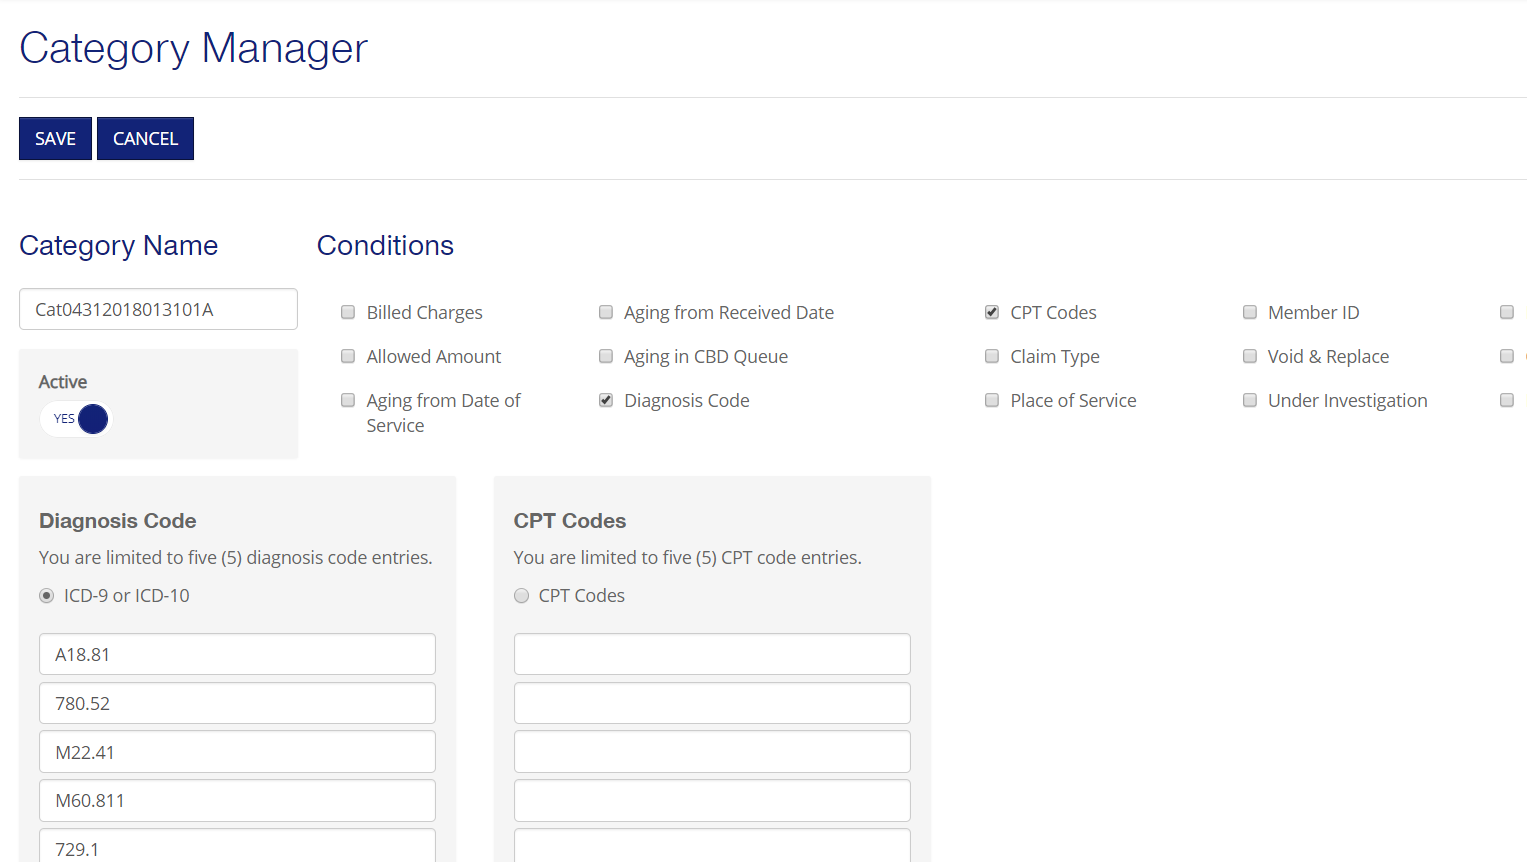 Category Manager
SAVE CANCEL
Category Name
Conditions
Cat04312018013101A
Active
YES
Billed Charges
Aging from Received Date
CPT Codes
Member ID
Allowed Amount
Aging in CBD Queue
Claim Type
Void & Replace
Aging from Date of
Service
Diagnosis Code
Place of Service
Under Investigation
Diagnosis Code
You are limited to five (5) diagnosis code entries.
ICD-9 or ICD-10
A18.81
780.52
M22.41
M60.811
729.1
CPT Codes
You are limited to five (5) CPT code entries.
CPT Codes